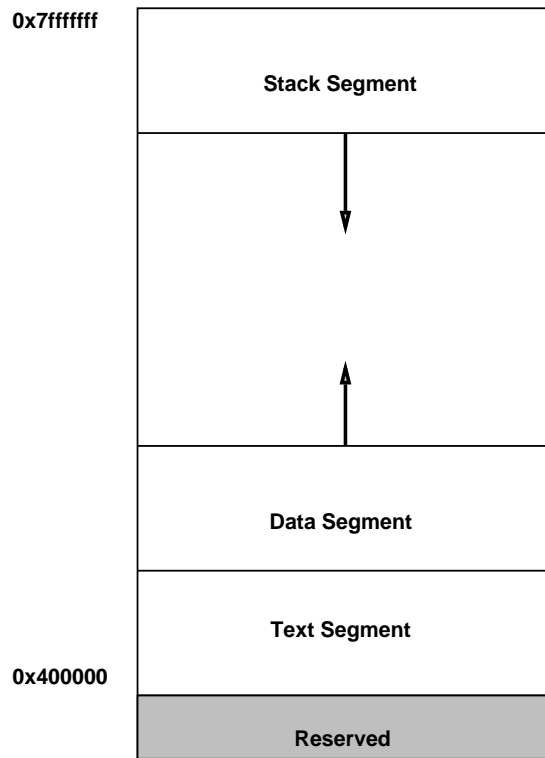 0x7fffffff
Stack Segment
Data Segment
Text Segment
0x400000
Reserved